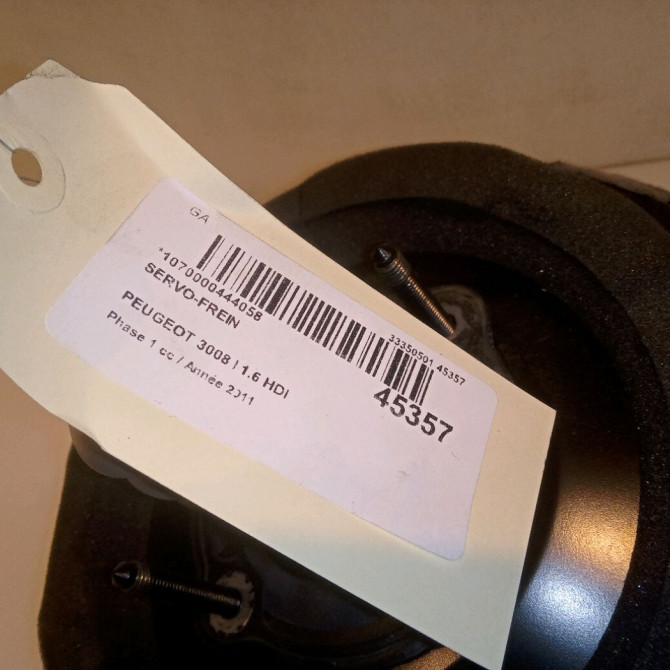 GA
*1070000444058
33350501 45357
SERVO-FREIN
45357
PEUGEOT 3008 I 1.6 HDI
Phase 1 cc / Année 2011